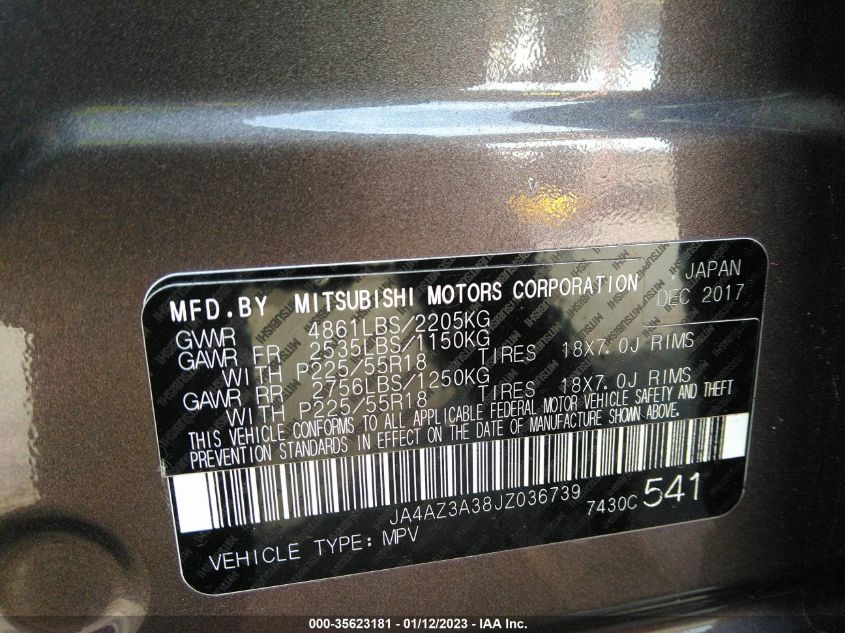 MFD.BY MITSUBISHI MOTORS CORPORATION JAPAN
DEC 2017
GVWR 4861LBS/2205KG
GAWR FR 2535LBS/1150KG
WITH P225/55R18 TIRES 18X7.0J RIMS
GAWR RR 2756LBS/1250KG
WITH P225/55R18 TIRES 18X7.0J RIMS
THIS VEHICLE CONFORMS TO ALL APPLICABLE FEDERAL MOTOR VEHICLE SAFETY AND THEFT
PREVENTION STANDARDS IN EFFECT ON THE DATE OF MANUFACTURE SHOWN ABOVE.
JA4AZ3A38JZ036739
7430C 541
VEHICLE TYPE: MPV
000-35623181 - 01/12/2023 - IAA Inc.